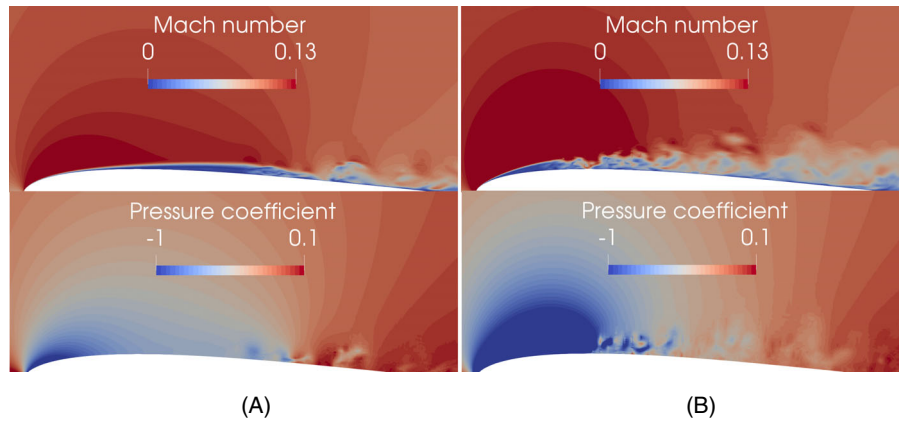 Mach number
0 0.13
Pressure coefficient
-1 0.1
(A)
Mach number
0 0.13
Pressure coefficient
-1 0.1
(B)